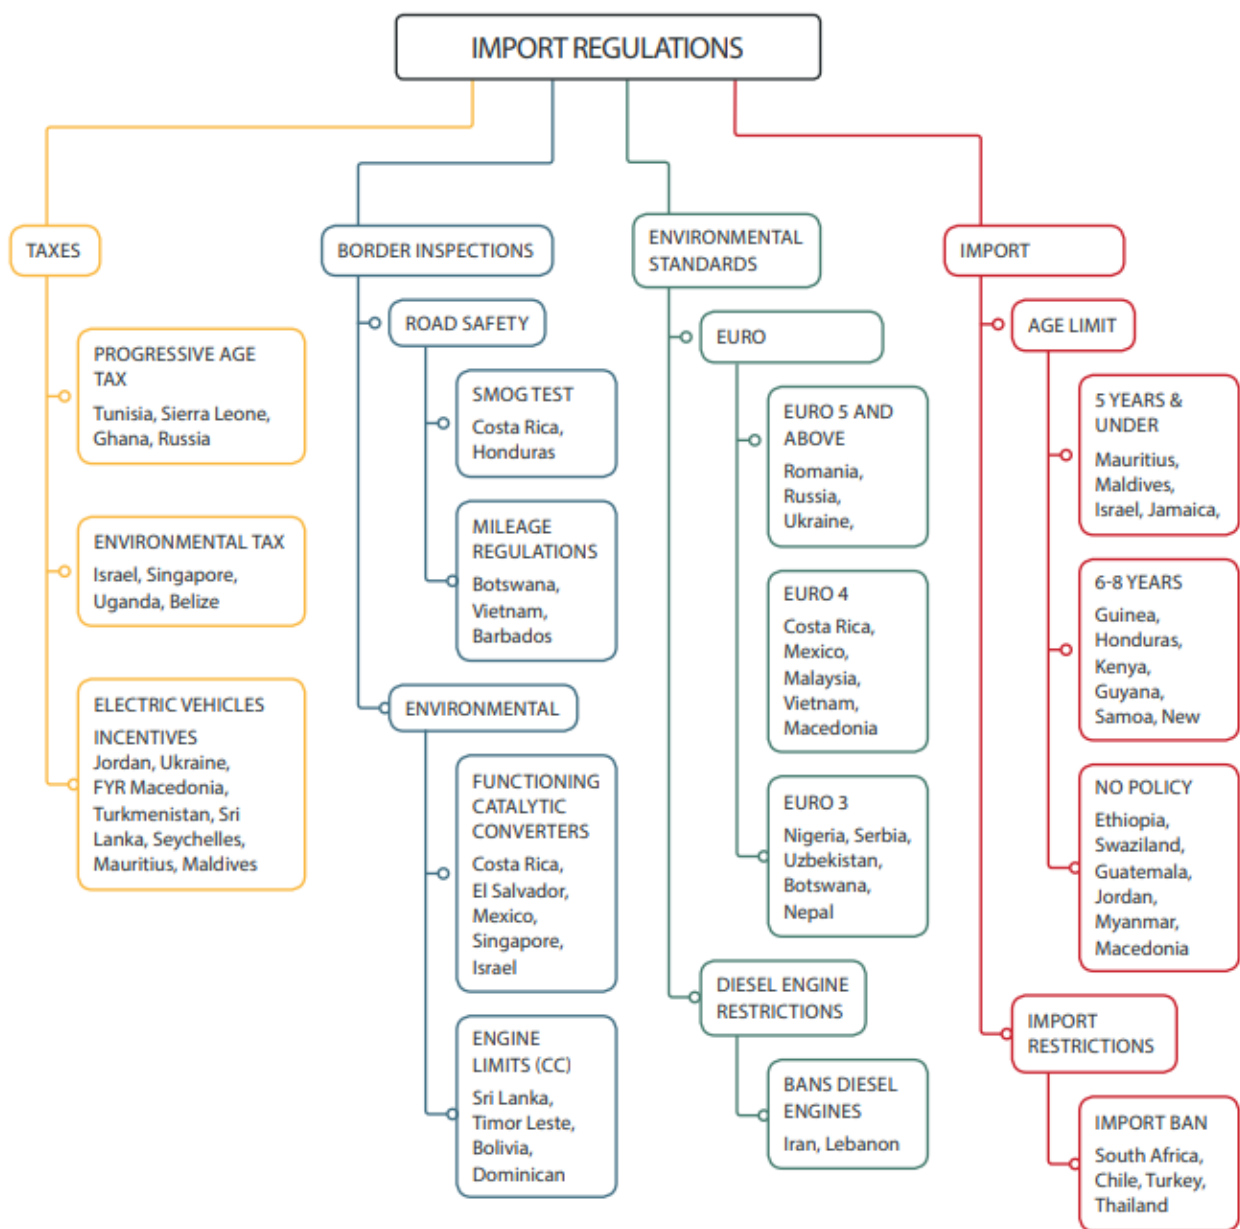 IMPORT REGULATIONS
TAXES
PROGRESSIVE AGE
TAX
Tunisia, Sierra Leone,
Ghana, Russia
ENVIRONMENTAL TAX
Israel, Singapore,
Uganda, Belize
ELECTRIC VEHICLES
INCENTIVES
Jordan, Ukraine,
FYR Macedonia,
Turkmenistan, Sri
Lanka, Seychelles,
Mauritius, Maldives
BORDER INSPECTIONS
ROAD SAFETY
SMOG TEST
Costa Rica,
Honduras
MILEAGE
REGULATIONS
Botswana,
Vietnam,
Barbados
ENVIRONMENTAL
FUNCTIONING
CATALYTIC
CONVERTERS
Costa Rica,
El Salvador,
Mexico,
Singapore,
Israel
ENGINE
LIMITS (CC)
Sri Lanka,
Timor Leste,
Bolivia,
Dominican
ENVIRONMENTAL
STANDARDS
EURO
EURO 5 AND
ABOVE
Romania,
Russia,
Ukraine,
EURO 4
Costa Rica,
Mexico,
Malaysia,
Vietnam,
Macedonia
EURO 3
Nigeria, Serbia,
Uzbekistan,
Botswana,
Nepal
DIESEL ENGINE
RESTRICTIONS
BANS DIESEL
ENGINES
Iran, Lebanon
IMPORT
AGE LIMIT
5 YEARS &
UNDER
Mauritius,
Maldives,
Israel, Jamaica,
6-8 YEARS
Guinea,
Honduras,
Kenya,
Guyana,
Samoa, New
NO POLICY
Ethiopia,
Swaziland,
Guatemala,
Jordan,
Myanmar,
Macedonia
IMPORT
RESTRICTIONS
IMPORT BAN
South Africa,
Chile, Turkey,
Thailand